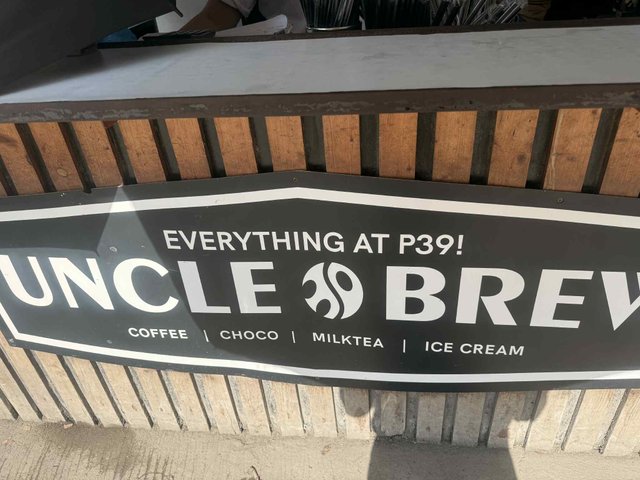 EVERYTHING AT P39!
UNCLE 39 BREW
COFFEE | CHOCO | MILKTEA | ICE CREAM